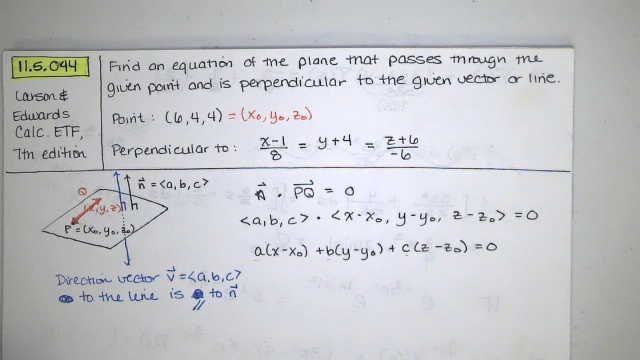 11.5.044
Larson &
Edwards
Calc. ETF,
7th edition
Find an equation of the plane that passes through the
given point and is perpendicular to the given vector or line.
Point: (6,4,4) = (x₀, y₀, z₀)
Perpendicular to: (x-1)/8 = y+4 = (z+6)/-6
n⃗ = <a,b,c>
Q
(x,y,z)
n
P = (x₀, y₀, z₀)
n⃗ · PQ⃗ = 0
<a,b,c> · <x-x₀, y-y₀, z-z₀> = 0
a(x-x₀) + b(y-y₀) + c(z-z₀) = 0
Direction vector v⃗ = <a,b,c>
to the line is // to n⃗